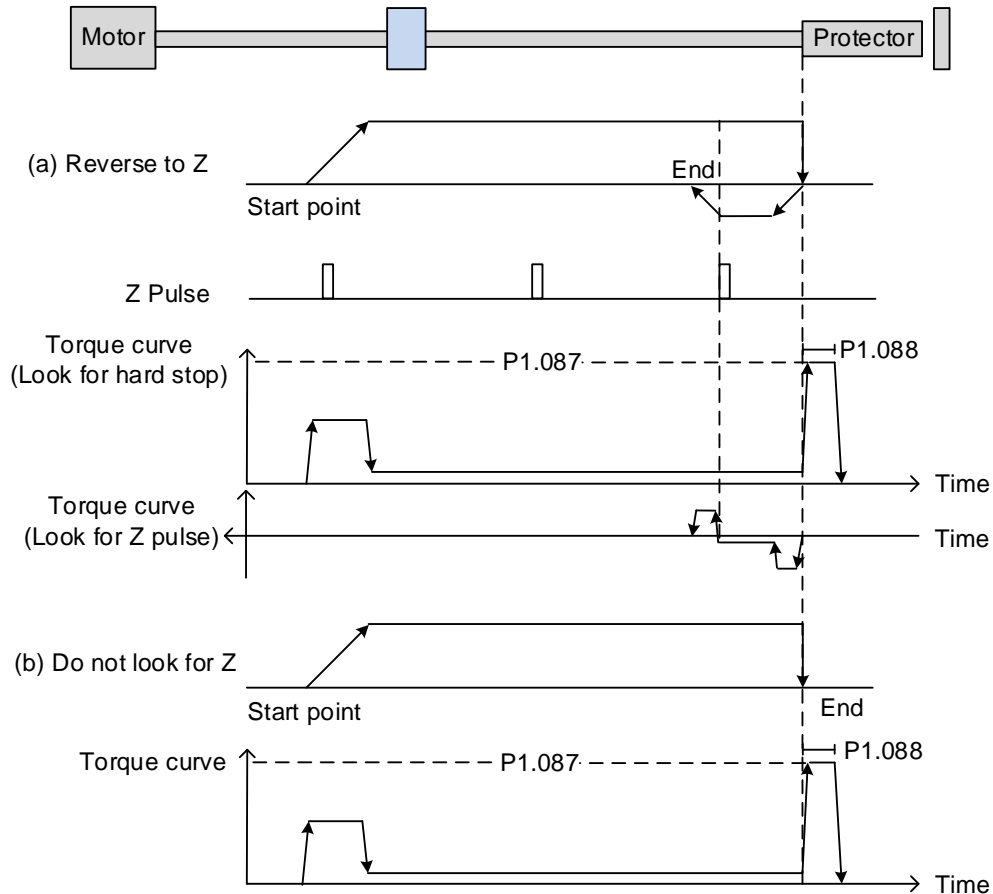 Motor
Protector
(a) Reverse to Z
End
Start point
Z Pulse
Torque curve
(Look for hard stop)
P1.087
P1.088
Time
Torque curve
(Look for Z pulse)
Time
(b) Do not look for Z
Start point
End
Torque curve
P1.087
P1.088
Time